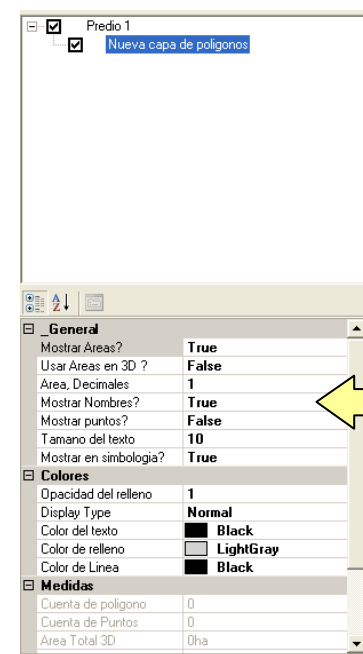 Predio 1
Nueva capa de poligonos
_General
Mostrar Areas? True
Usar Areas en 3D ? False
Area, Decimales 1
Mostrar Nombres? True
Mostrar puntos? False
Tamano del texto 10
Mostrar en simbologia? True
Colores
Opacidad del relleno 1
Display Type Normal
Color del texto Black
Color de relleno LightGray
Color de Linea Black
Medidas
Cuenta de poligono 0
Cuenta de Puntos 0
Area Total 3D 0ha